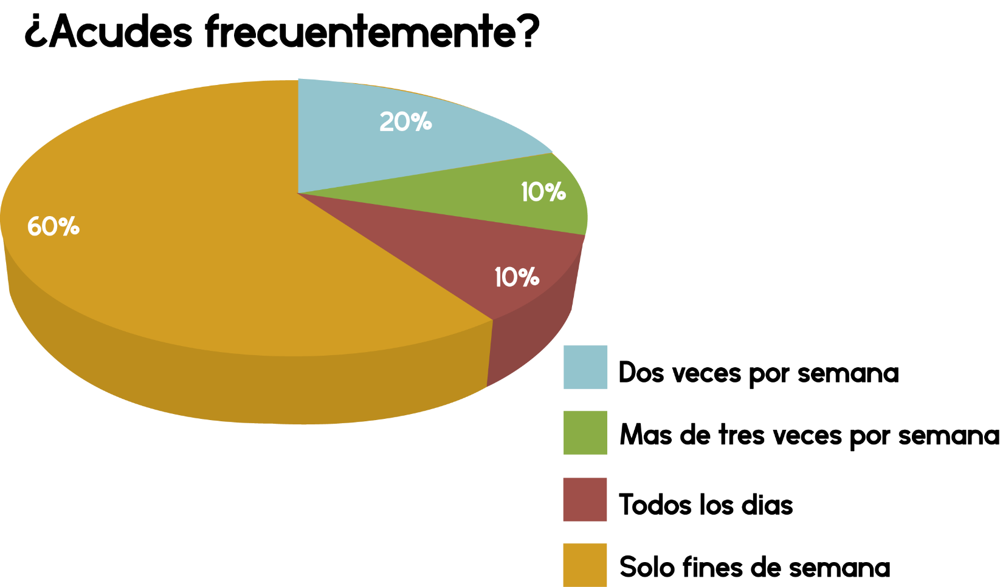 ¿Acudes frecuentemente?
20%
10%
60%
10%
Dos veces por semana
Mas de tres veces por semana
Todos los dias
Solo fines de semana